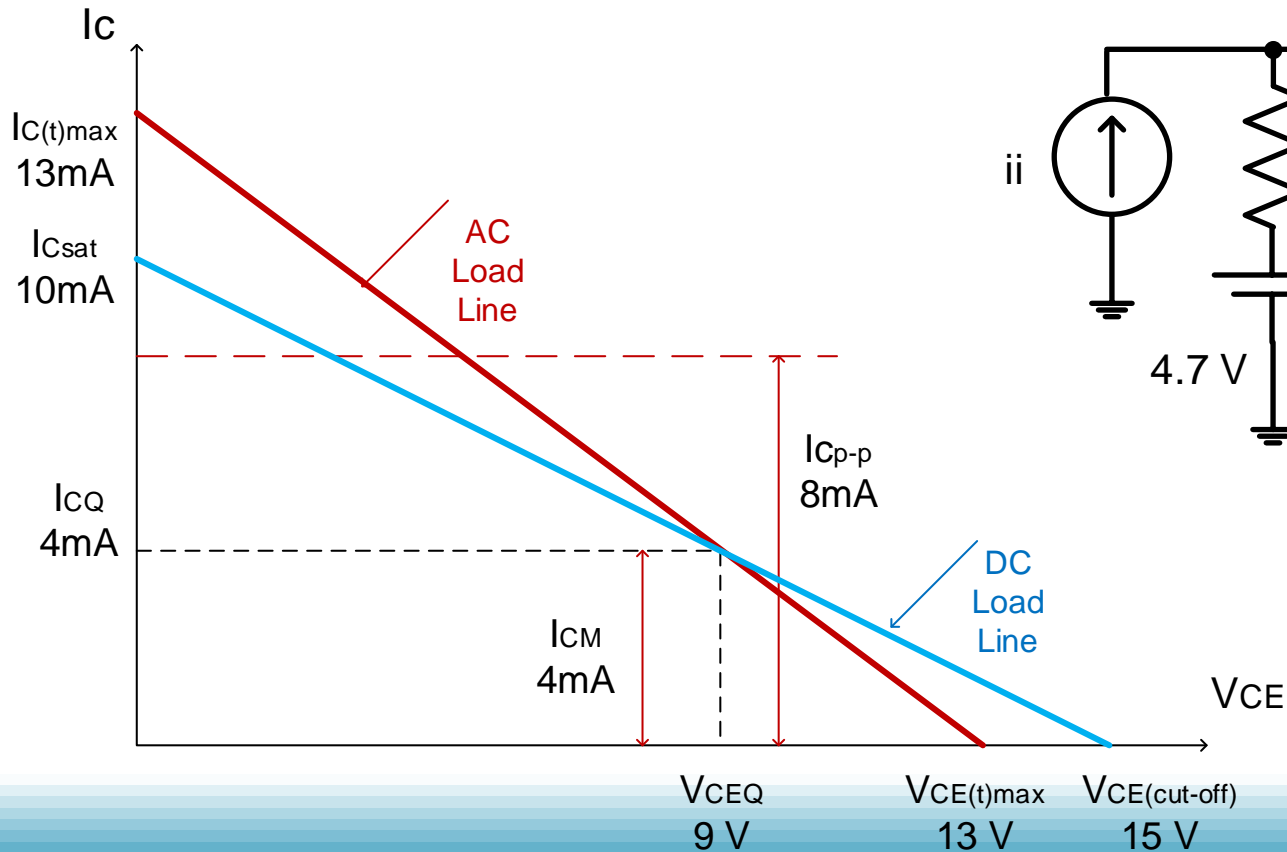 Ic
IC(t)max
13mA
ICsat
10mA
AC
Load
Line
ii
4.7 V
ICp-p
8mA
ICQ
4mA
ICM
4mA
DC
Load
Line
VCE
VCEQ
9 V
VCE(t)max
13 V
VCE(cut-off)
15 V